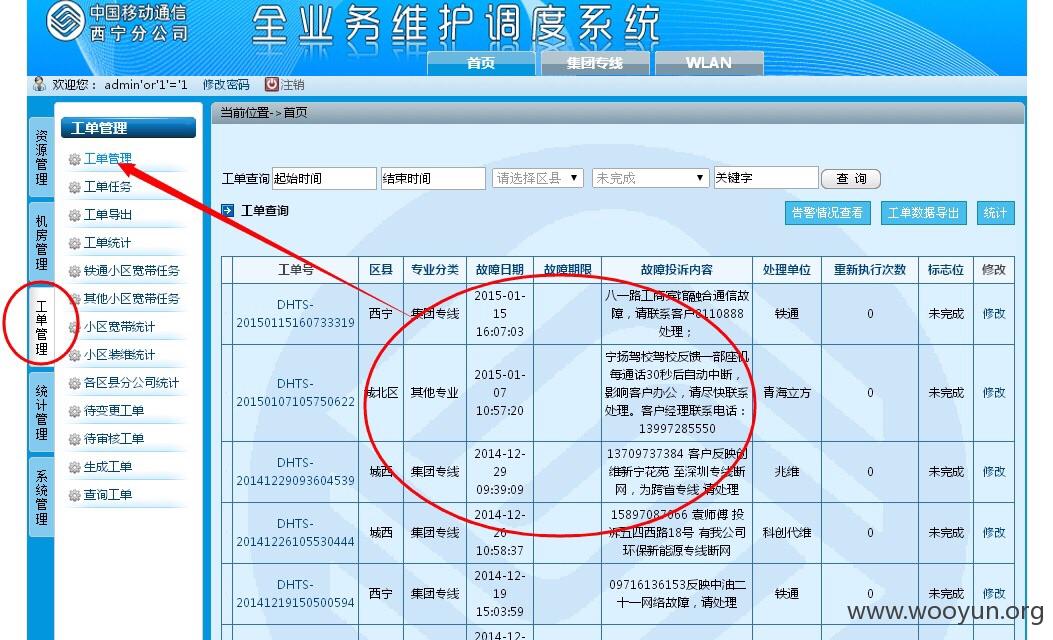 中国移动通信
西宁分公司
全业务维护调度系统
首页 集团专线 WLAN
欢迎您： admin'or'1'='1 修改密码 注销
资源管理
机房管理
工单管理
统计管理
系统管理
工单管理
工单管理
工单任务
工单导出
工单统计
铁通小区宽带任务
其他小区宽带任务
小区宽带统计
小区装维统计
各区县分公司统计
待变更工单
待审核工单
生成工单
查询工单
当前位置->首页
工单查询 起始时间 结束时间 请选择区县 未完成 关键字 查 询
工单查询
告警情况查看 工单数据导出 统计
工单号 区县 专业分类 故障日期 故障期限 故障投诉内容 处理单位 重新执行次数 标志位 修改
DHTS-
20150115160733319
西宁
集团专线
2015-01-
15
16:07:03
八一路工商宾馆融合通信故
障，请联系客户8110888
处理；
铁通
0
未完成
修改
DHTS-
20150107105750622
城北区
其他专业
2015-01-
07
10:57:20
宁扬驾校驾校反馈一部座机
每通话30秒后自动中断，
影响客户办公，请尽快联系
处理。客户经理联系电话：
13997285550
青海立方
0
未完成
修改
DHTS-
20141229093604539
城西
集团专线
2014-12-
29
09:39:09
13709737384 客户反映创
维新宁花苑 至深圳专线断
网，为跨省专线 请处理
兆维
0
未完成
修改
DHTS-
20141226105530444
城西
集团专线
2014-12-
26
10:58:37
15897087066 袁师傅 投
诉五四西路18号 有我公司
环保新能源专线断网
科创代维
0
未完成
修改
DHTS-
20141219150500594
西宁
集团专线
2014-12-
19
15:03:59
09716136153反映中油二
十一网络故障，请处理
铁通
0
未完成
修改
2014-12-
www.wooyun.org